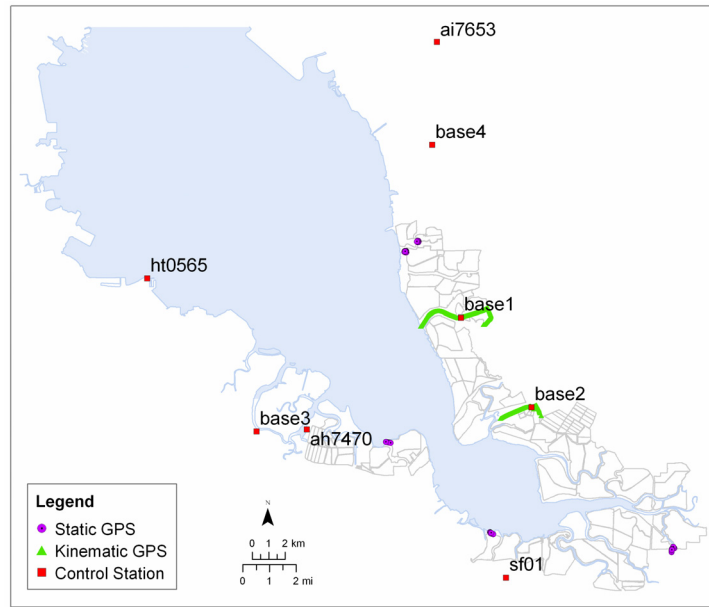 ai7653
base4
ht0565
base1
base2
base3
ah7470
Legend
Static GPS
Kinematic GPS
Control Station
N
0 1 2 km
0 1 2 mi
sf01